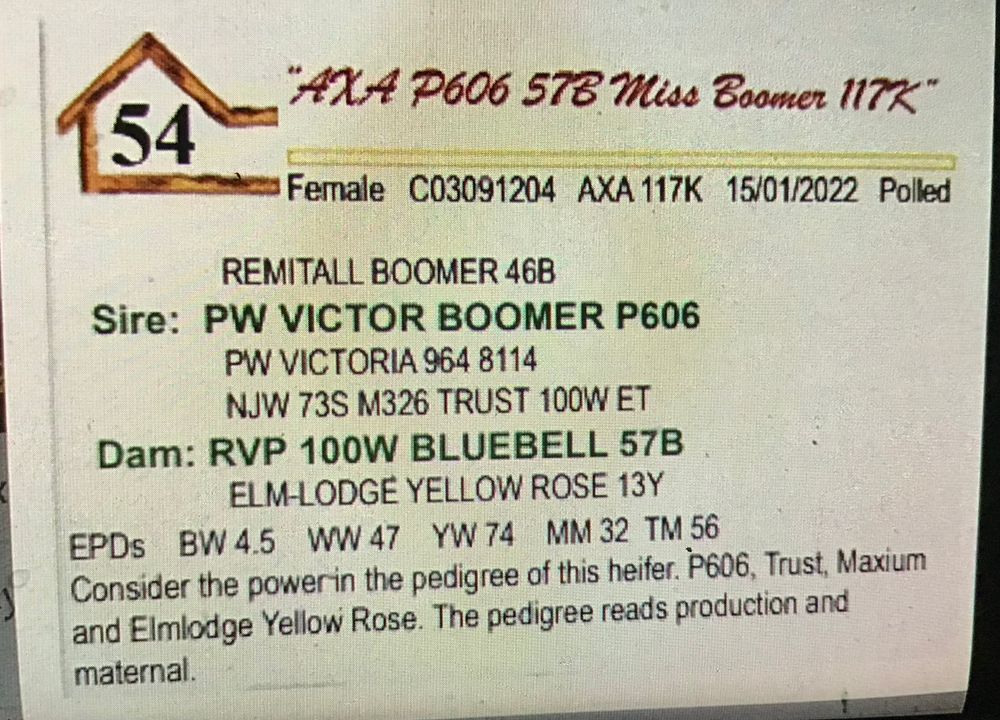 54
"AXA P606 57B Miss Boomer 117K"
Female C03091204 AXA 117K 15/01/2022 Polled
REMITALL BOOMER 46B
Sire: PW VICTOR BOOMER P606
PW VICTORIA 964 8114
NJW 73S M326 TRUST 100W ET
Dam: RVP 100W BLUEBELL 57B
ELM-LODGE YELLOW ROSE 13Y
EPDs BW 4.5 WW 47 YW 74 MM 32 TM 56
Consider the power in the pedigree of this heifer. P606, Trust, Maxium
and Elmlodge Yellow Rose. The pedigree reads production and
maternal.